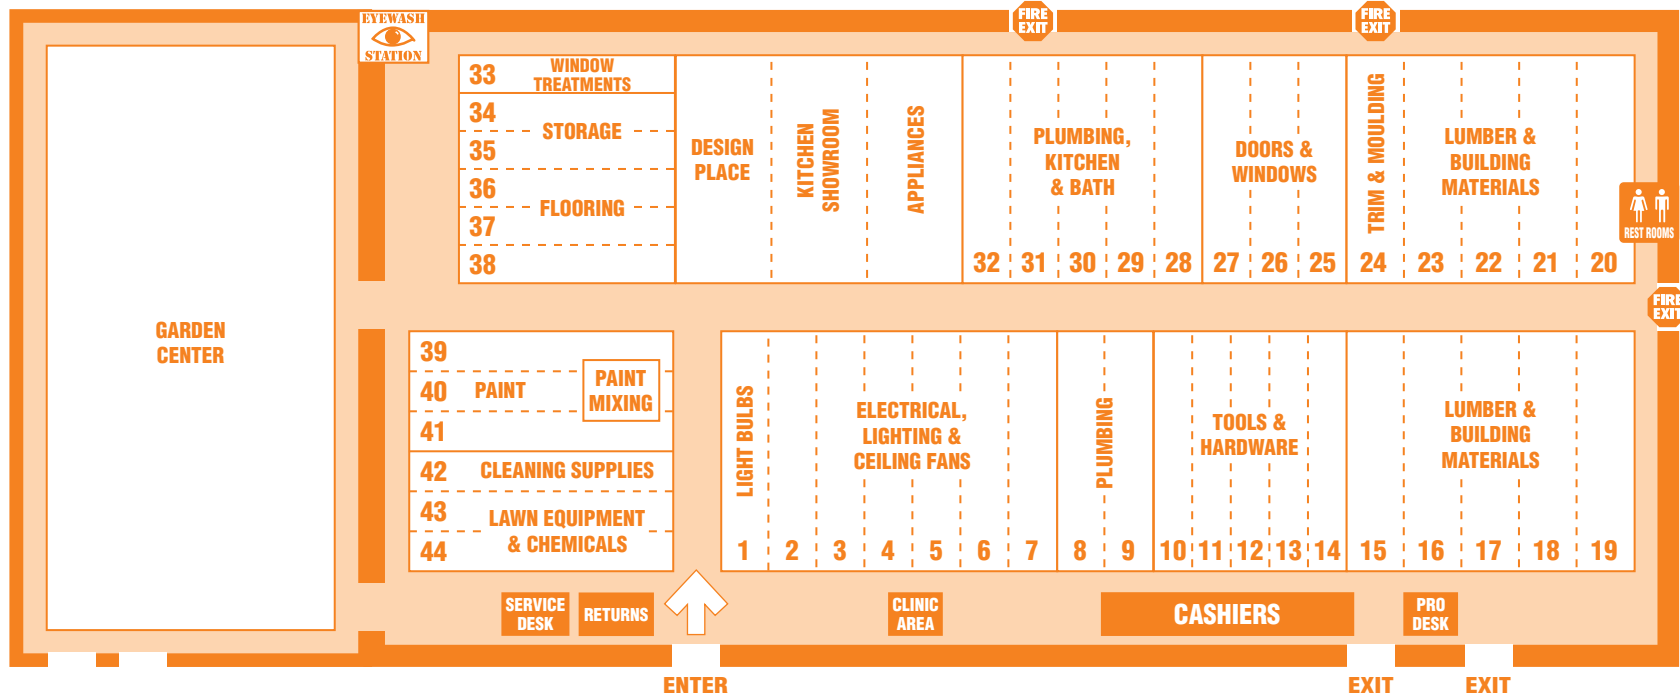 EYEWASH
STATION
FIRE
EXIT
FIRE
EXIT
33 WINDOW
TREATMENTS
34
STORAGE
35
36
FLOORING
37
38
DESIGN
PLACE
KITCHEN
SHOWROOM
APPLIANCES
PLUMBING,
KITCHEN
& BATH
32 31 30 29 28
DOORS &
WINDOWS
27 26 25
TRIM & MOULDING
24
LUMBER &
BUILDING
MATERIALS
23 22 21 20
REST ROOMS
FIRE
EXIT
GARDEN
CENTER
39
40 PAINT
PAINT
MIXING
41
42 CLEANING SUPPLIES
43
LAWN EQUIPMENT
& CHEMICALS
44
LIGHT BULBS
1
ELECTRICAL,
LIGHTING &
CEILING FANS
2 3 4 5 6 7
PLUMBING
8 9
TOOLS &
HARDWARE
10 11 12 13 14
LUMBER &
BUILDING
MATERIALS
15 16 17 18 19
SERVICE
DESK
RETURNS
CLINIC
AREA
CASHIERS
PRO
DESK
ENTER
EXIT
EXIT